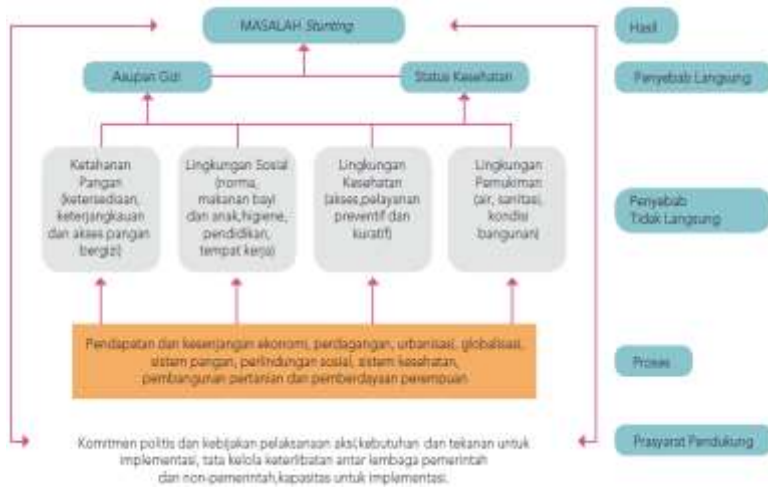 MASALAH Stunting
Hasil
Asupan Gizi
Status Kesehatan
Penyebab Langsung
Ketahanan
Pangan
(ketersediaan,
keterjangkauan
dan akses pangan
bergizi)
Lingkungan Sosial
(norma,
makanan bayi
dan anak,higiene,
pendidikan,
tempat kerja)
Lingkungan
Kesehatan
(akses,pelayanan
preventif dan
kuratif)
Lingkungan
Pemukiman
(air, sanitasi,
kondisi
bangunan)
Penyebab
Tidak Langsung
Pendapatan dan kesenjangan ekonomi, perdagangan, urbanisasi, globalisasi,
sistem pangan, perlindungan sosial, sistem kesehatan,
pembangunan pertanian dan pemberdayaan perempuan
Proses
Komitmen politis dan kebijakan pelaksanaan aksi,kebutuhan dan tekanan untuk
implementasi, tata kelola keterlibatan antar lembaga pemerintah
dan non-pemerintah,kapasitas untuk implementasi.
Prasyarat Pendukung